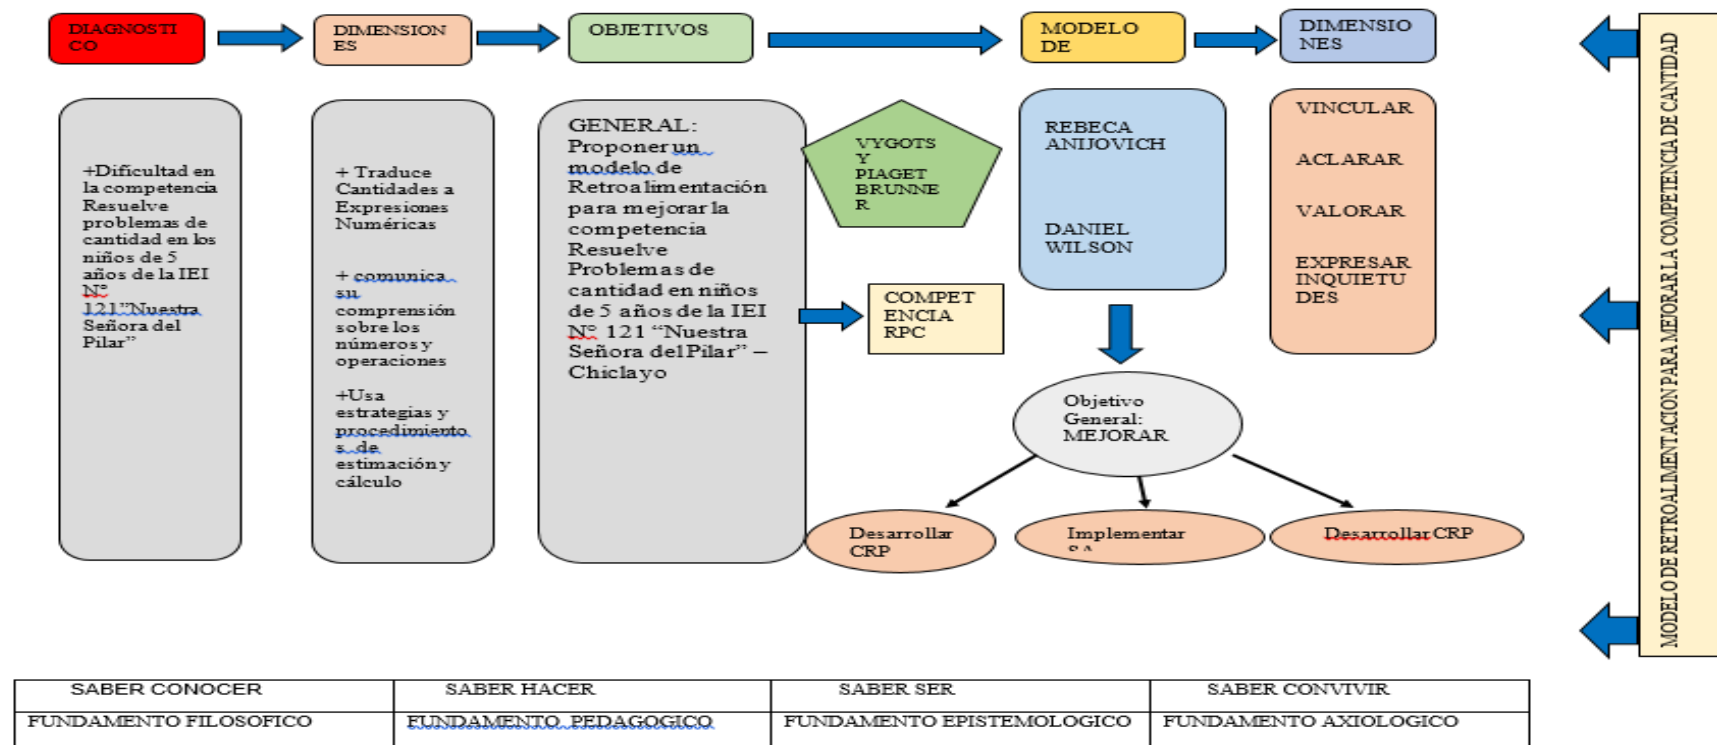 DIAGNOSTI
CO
DIMENSION
ES
OBJETIVOS
MODELO
DE
DIMENSIO
NES
+Dificultad en
la competencia
Resuelve
problemas de
cantidad en los
niños de 5
años de la IEI
Nº
121”Nuestra
Señora del
Pilar”
+ Traduce
Cantidades a
Expresiones
Numéricas
+ comunica
su
comprensión
sobre los
números y
operaciones
+Usa
estrategias y
procedimiento
s de
estimación y
cálculo
GENERAL:
Proponer un
modelo de
Retroalimentación
para mejorar la
competencia
Resuelve
Problemas de
cantidad en niños
de 5 años de la IEI
Nº 121 “Nuestra
Señora del Pilar” –
Chiclayo
VYGOTS
Y
PIAGET
BRUNNE
R
COMPET
ENCIA
RPC
REBECA
ANIJOVICH
DANIEL
WILSON
VINCULAR
ACLARAR
VALORAR
EXPRESAR
INQUIETU
DES
Objetivo
General:
MEJORAR
Desarrollar
CRP
Implementar
Desarrollar CRP
MODELO DE RETROALIMENTACION PARA MEJORAR LA COMPETENCIA DE CANTIDAD
SABER CONOCER
SABER HACER
SABER SER
SABER CONVIVIR
FUNDAMENTO FILOSOFICO
FUNDAMENTO PEDAGOGICO
FUNDAMENTO EPISTEMOLOGICO
FUNDAMENTO AXIOLOGICO